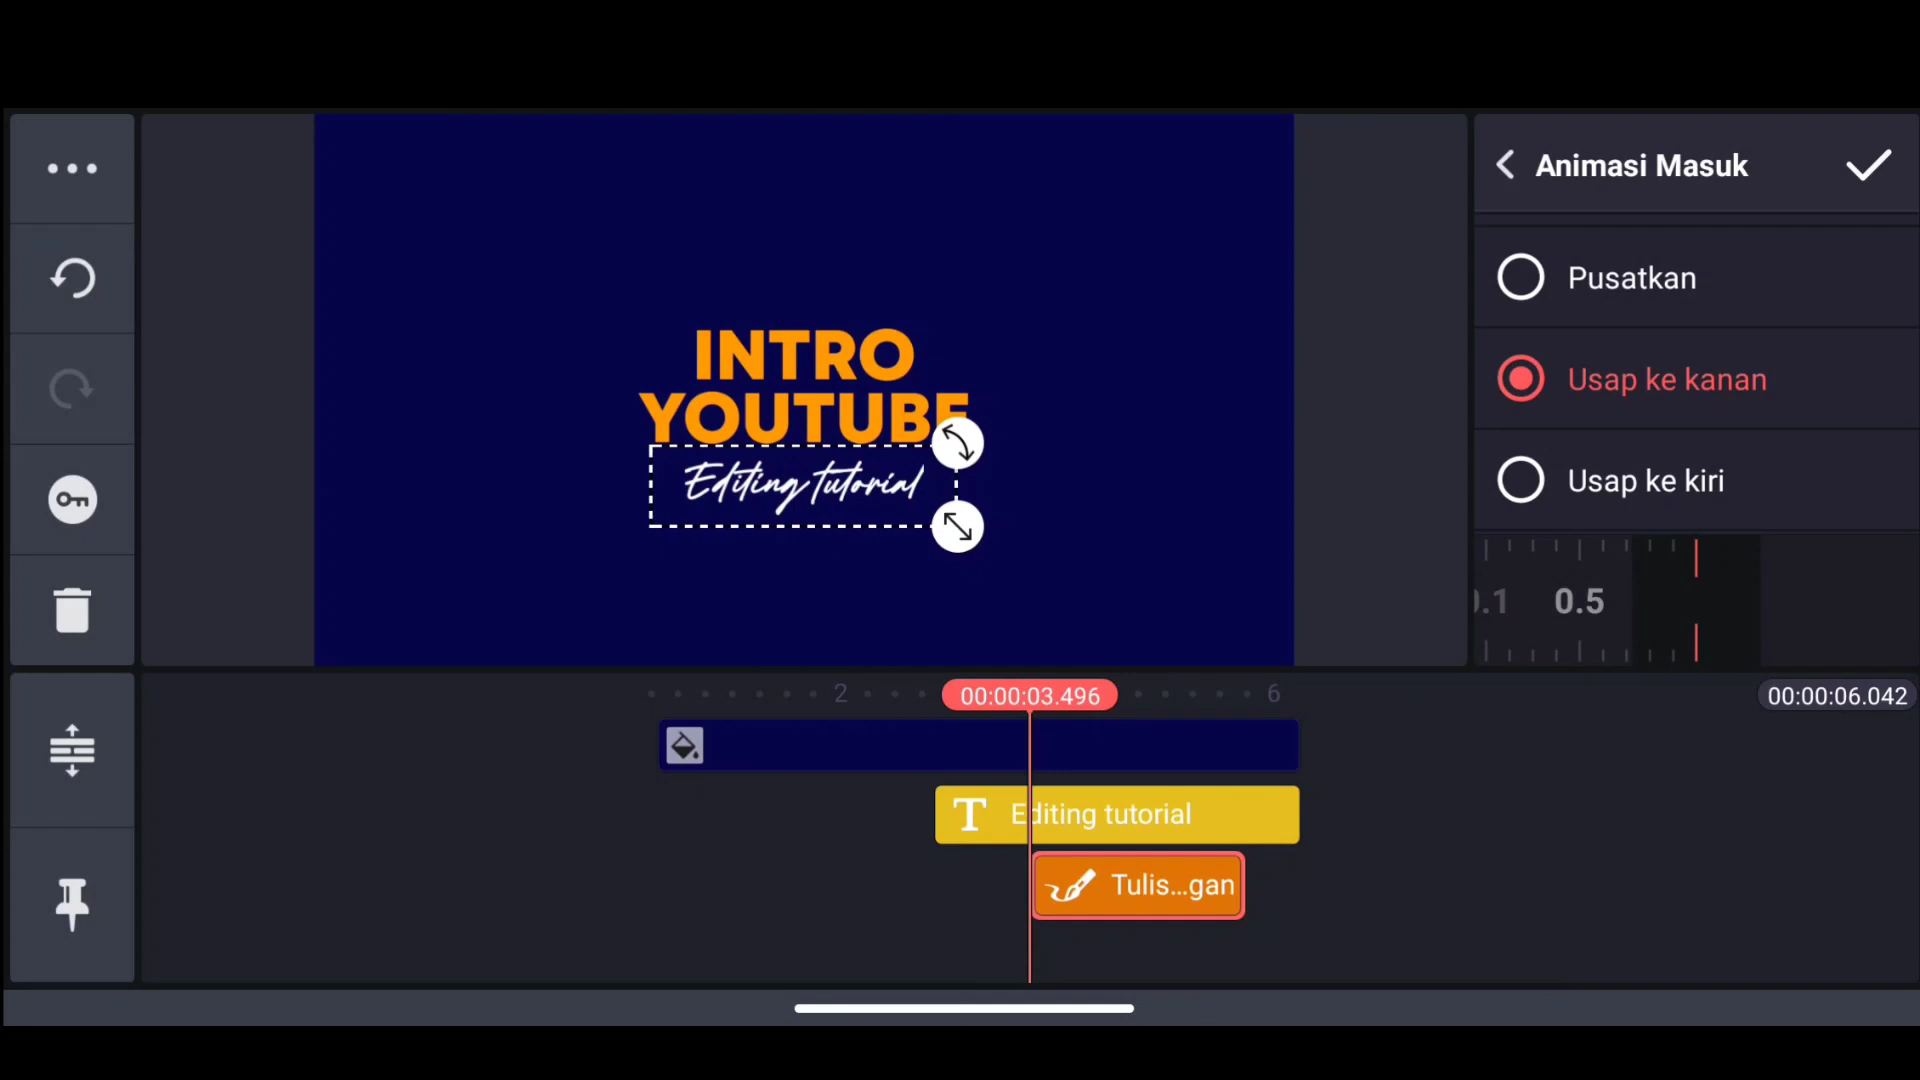 Animasi Masuk
Pusatkan
INTRO
YOUTUBE
Usap ke kanan
Editing tutorial
Usap ke kiri
0.5
2
00:00:03.496
6
00:00:06.042
Editing tutorial
Tulis...gan